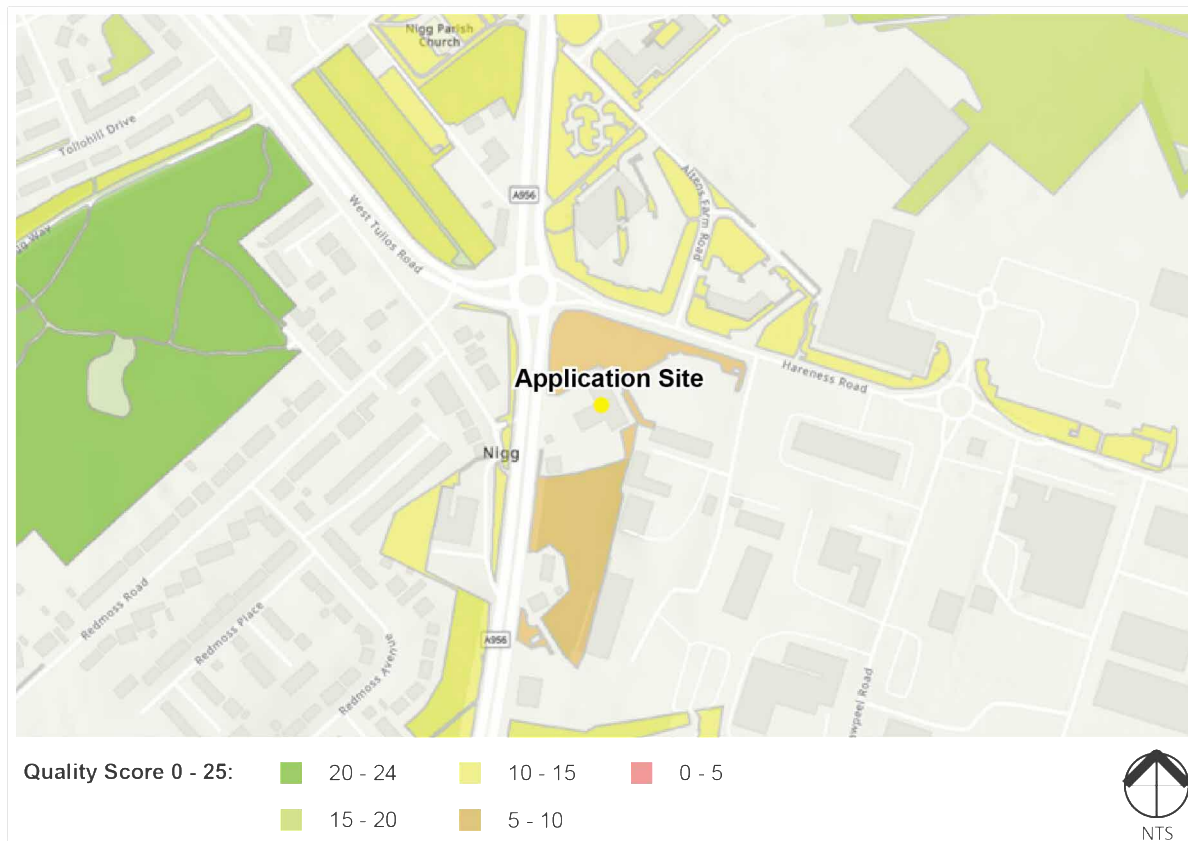 Nigg Parish
Church
Tollohill Drive
A956
Altens Farm Road
West Tullos Road
Way
Application Site
Hareness Road
Nigg
Redmoss Road
Redmoss Place
Redmoss Avenue
A956
Quality Score 0 - 25:
20 - 24
10 - 15
0 - 5
15 - 20
5 - 10
NTS